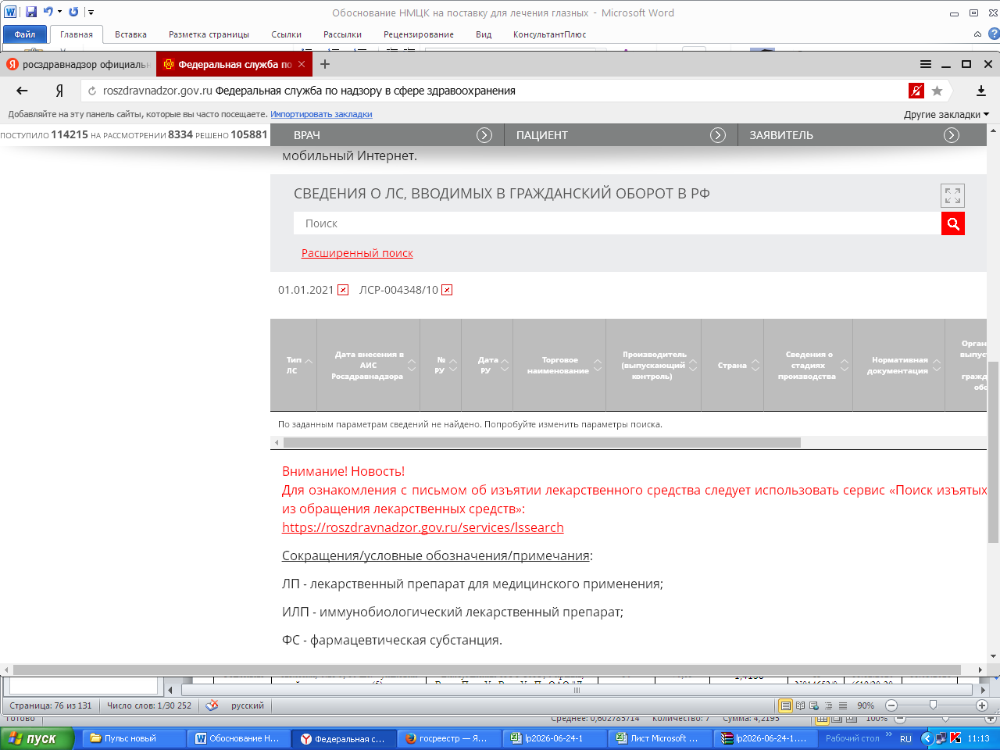 Обоснование НМЦК на поставку для лечения глазных - Microsoft Word
Файл Главная Вставка Разметка страницы Ссылки Рассылки Рецензирование Вид КонсультантПлюс
росздравнадзор официальн Федеральная служба по
roszdravnadzor.gov.ru Федеральная служба по надзору в сфере здравоохранения
Добавляйте на эту панель сайты, которые вы часто посещаете. Импортировать закладки Другие закладки
ПОСТУПИЛО 114215 НА РАССМОТРЕНИИ 8334 РЕШЕНО 105881 ВРАЧ ПАЦИЕНТ ЗАЯВИТЕЛЬ
мобильный Интернет.
СВЕДЕНИЯ О ЛС, ВВОДИМЫХ В ГРАЖДАНСКИЙ ОБОРОТ В РФ
Поиск
Расширенный поиск
01.01.2021 ЛСР-004348/10
Тип ЛС
Дата внесения в АИС Росздравнадзора
№ РУ
Дата РУ
Торговое наименование
Производитель (выпускающий контроль)
Страна
Сведения о стадиях производства
Нормативная документация
Орган
выпуст
гражд
обо
По заданным параметрам сведений не найдено. Попробуйте изменить параметры поиска.
Внимание! Новость!
Для ознакомления с письмом об изъятии лекарственного средства следует использовать сервис «Поиск изъятых
из обращения лекарственных средств»:
https://roszdravnadzor.gov.ru/services/lssearch
Сокращения/условные обозначения/примечания:
ЛП - лекарственный препарат для медицинского применения;
ИЛП - иммунобиологический лекарственный препарат;
ФС - фармацевтическая субстанция.
Страница: 76 из 131 Число слов: 1/30 252 русский 90%
Готово Среднее: 0,602785714 Количество: 7 Сумма: 4,2195 100%
пуск Пульс новый Обоснование Н... Федеральная с... госреестр — Я... lp2026-06-24-1 Лист Microsoft ... lp2026-06-24-1.... Рабочий стол RU 11:13